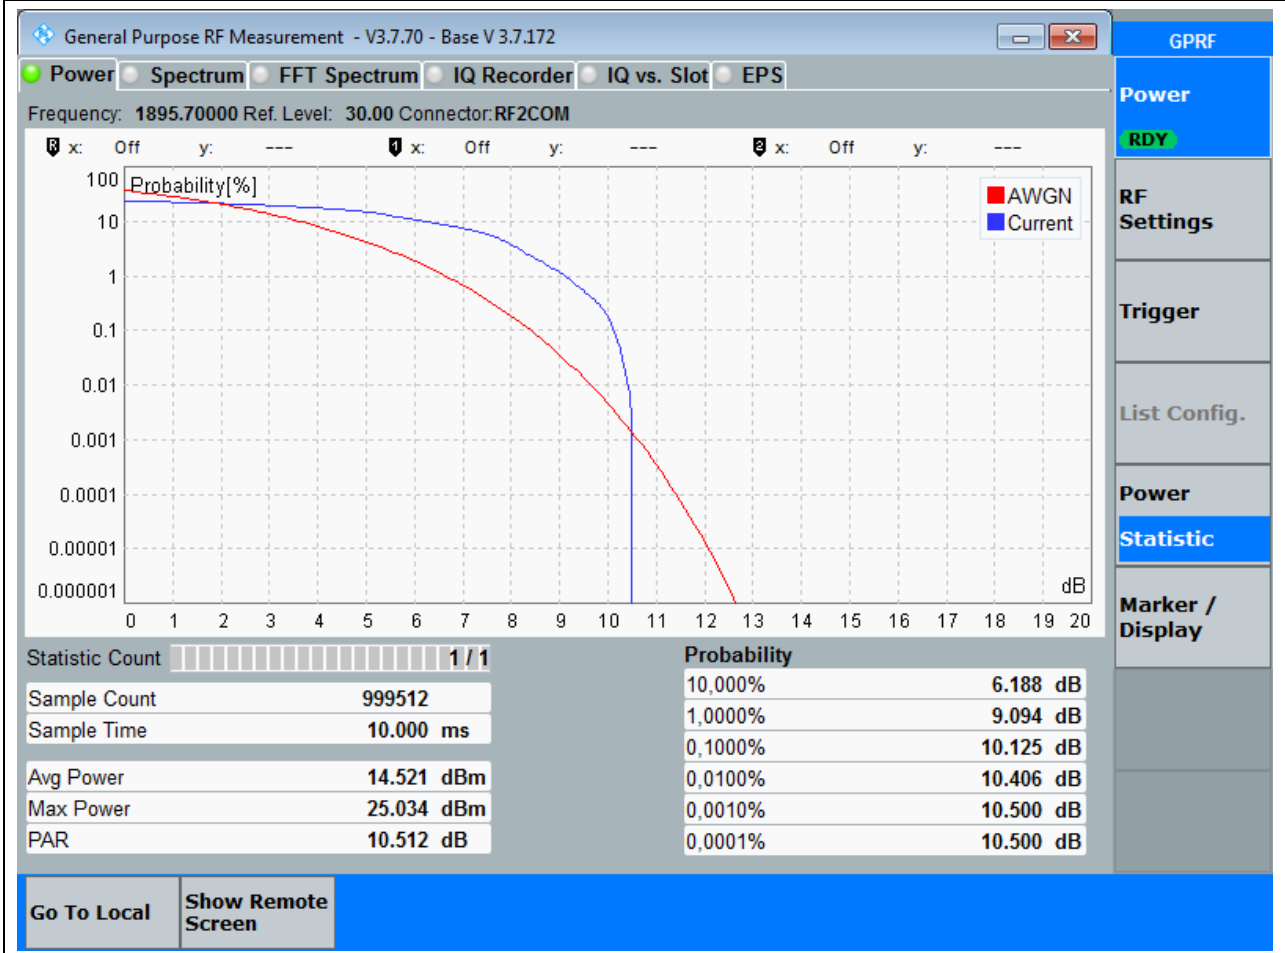 General Purpose RF Measurement - V3.7.70 - Base V 3.7.172
GPRF
Power Spectrum FFT Spectrum IQ Recorder IQ vs. Slot EPS
Frequency: 1895.70000 Ref. Level: 30.00 Connector:RF2COM
R x: Off y: --- 1 x: Off y: --- 2 x: Off y: ---
Probability[%]
AWGN
Current
100
10
1
0.1
0.01
0.001
0.0001
0.00001
0.000001
dB
0 1 2 3 4 5 6 7 8 9 10 11 12 13 14 15 16 17 18 19 20
Statistic Count 1 / 1
Sample Count 999512
Sample Time 10.000 ms
Avg Power 14.521 dBm
Max Power 25.034 dBm
PAR 10.512 dB
Probability
10,000% 6.188 dB
1,0000% 9.094 dB
0,1000% 10.125 dB
0,0100% 10.406 dB
0,0010% 10.500 dB
0,0001% 10.500 dB
Power
RDY
RF
Settings
Trigger
List Config.
Power
Statistic
Marker /
Display
Go To Local
Show Remote
Screen